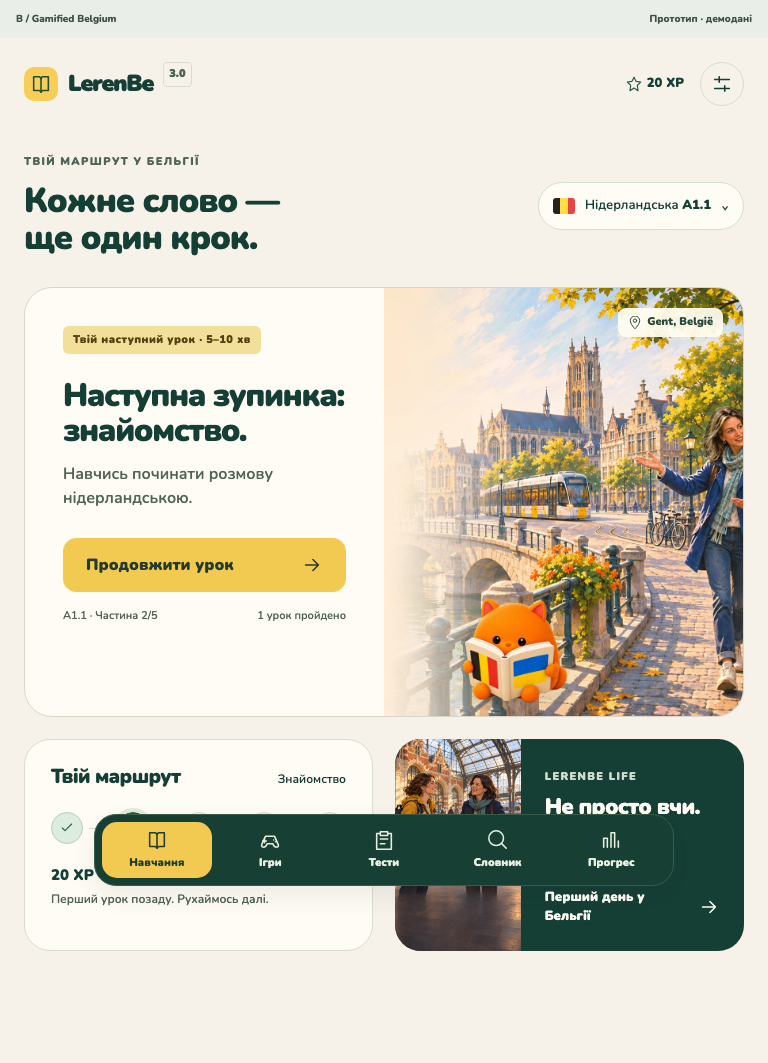 B / Gamified Belgium
Прототип · демодані
LerenBe
3.0
20 XP
ТВІЙ МАРШРУТ У БЕЛЬГІЇ
Кожне слово —
ще один крок.
Нідерландська A1.1
Твій наступний урок · 5–10 хв
Gent, België
Наступна зупинка:
знайомство.
Навчись починати розмову
нідерландською.
Продовжити урок
A1.1 · Частина 2/5
1 урок пройдено
Твій маршрут
Знайомство
20 XP
Перший урок позаду. Рухаймось далі.
LERENBE LIFE
Не просто вчи.
Перший день у
Бельгії
Навчання
Ігри
Тести
Словник
Прогрес